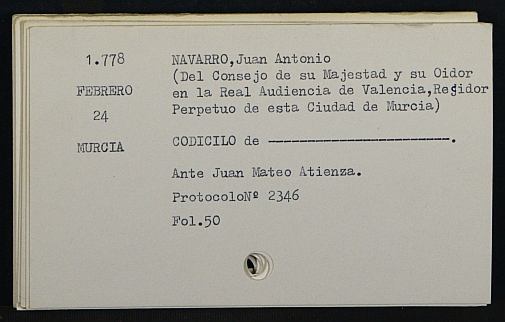 1.778
FEBRERO
24
MURCIA
NAVARRO,Juan Antonio
(Del Consejo de su Majestad y su Oidor
en la Real Audiencia de Valencia,Regidor
Perpetuo de esta Ciudad de Murcia)
CODICILO de ------------------------.
Ante Juan Mateo Atienza.
ProtocoloNº 2346
Fol.50